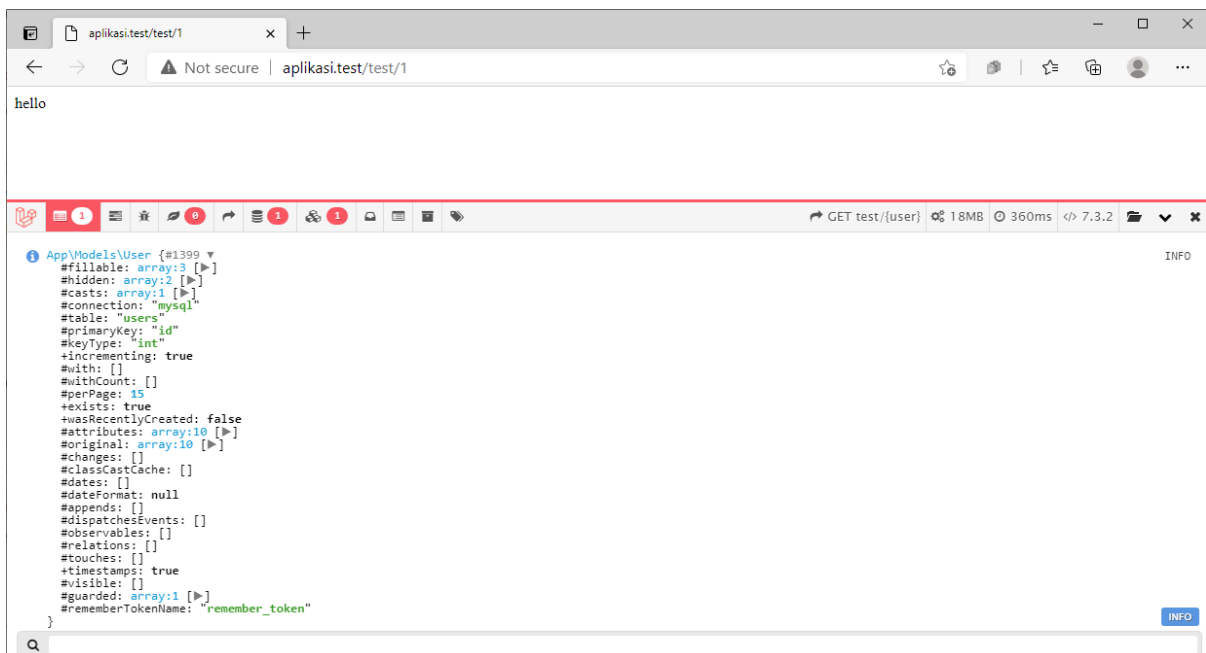 aplikasi.test/test/1
Not secure | aplikasi.test/test/1
hello
1 0 1 1 GET test/{user} 18MB 360ms 7.3.2
App\Models\User {#1399 ▼ INFO
#fillable: array:3 [▶]
#hidden: array:2 [▶]
#casts: array:1 [▶]
#connection: "mysql"
#table: "users"
#primaryKey: "id"
#keyType: "int"
+incrementing: true
#with: []
#withCount: []
#perPage: 15
+exists: true
+wasRecentlyCreated: false
#attributes: array:10 [▶]
#original: array:10 [▶]
#changes: []
#classCastCache: []
#dates: []
#dateFormat: null
#appends: []
#dispatchesEvents: []
#observables: []
#relations: []
#touches: []
+timestamps: true
#visible: []
#guarded: array:1 [▶]
#rememberTokenName: "remember_token"
}
INFO